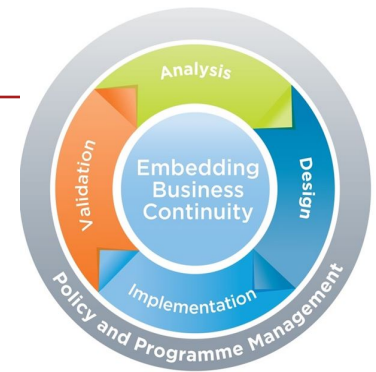 Analysis
Design
Implementation
Validation
Embedding
Business
Continuity
Policy and Programme Management